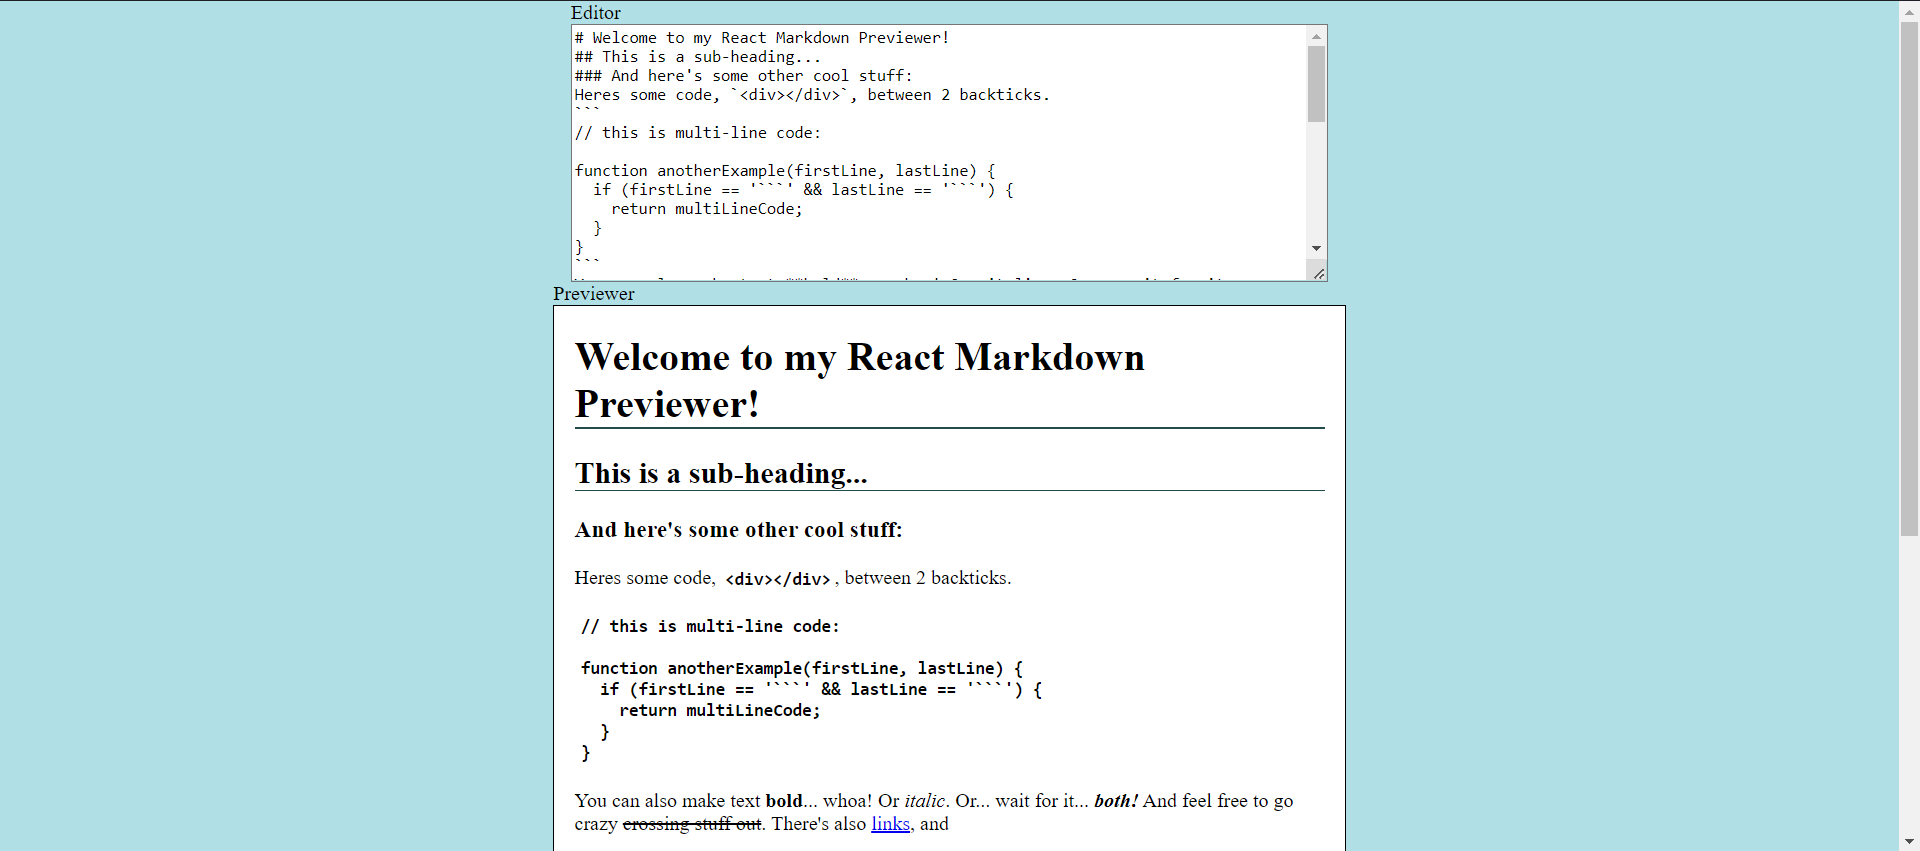 Editor
# Welcome to my React Markdown Previewer!
## This is a sub-heading...
### And here's some other cool stuff:
Heres some code, `<div></div>`, between 2 backticks.
```
// this is multi-line code:
function anotherExample(firstLine, lastLine) {
  if (firstLine == '```' && lastLine == '```') {
    return multiLineCode;
  }
}
```
Previewer
Welcome to my React Markdown
Previewer!
This is a sub-heading...
And here's some other cool stuff:
Heres some code, <div></div>, between 2 backticks.
// this is multi-line code:
function anotherExample(firstLine, lastLine) {
  if (firstLine == '```' && lastLine == '```') {
    return multiLineCode;
  }
}
You can also make text bold... whoa! Or italic. Or... wait for it... both! And feel free to go
crazy crossing stuff out. There's also links, and